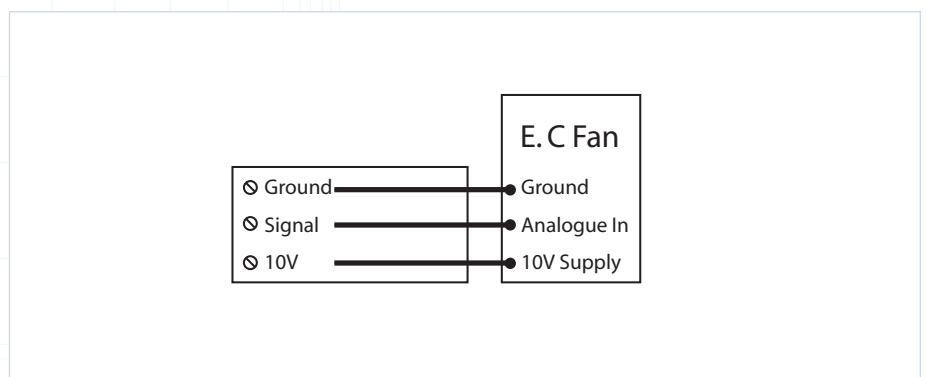 E. C Fan
Ground
Signal
10V
Ground
Analogue In
10V Supply